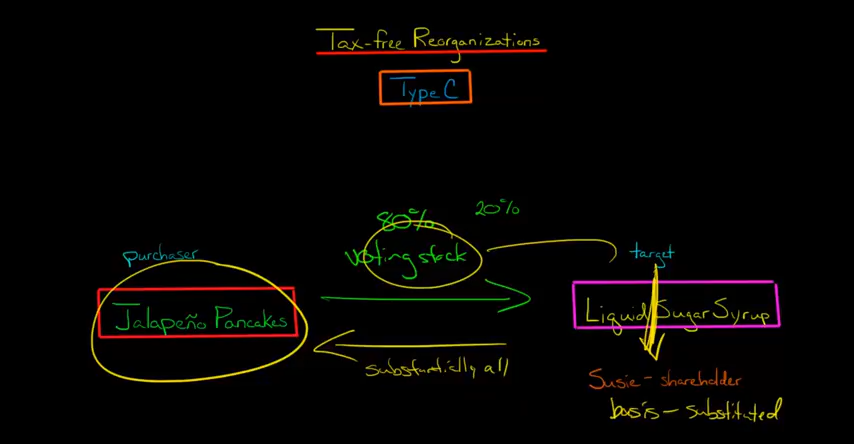 Tax-free Reorganizations
Type C
80%
20%
purchaser
voting stock
target
Jalapeño Pancakes
Liquid Sugar Syrup
substantially all
Susie - shareholder
basis - substituted